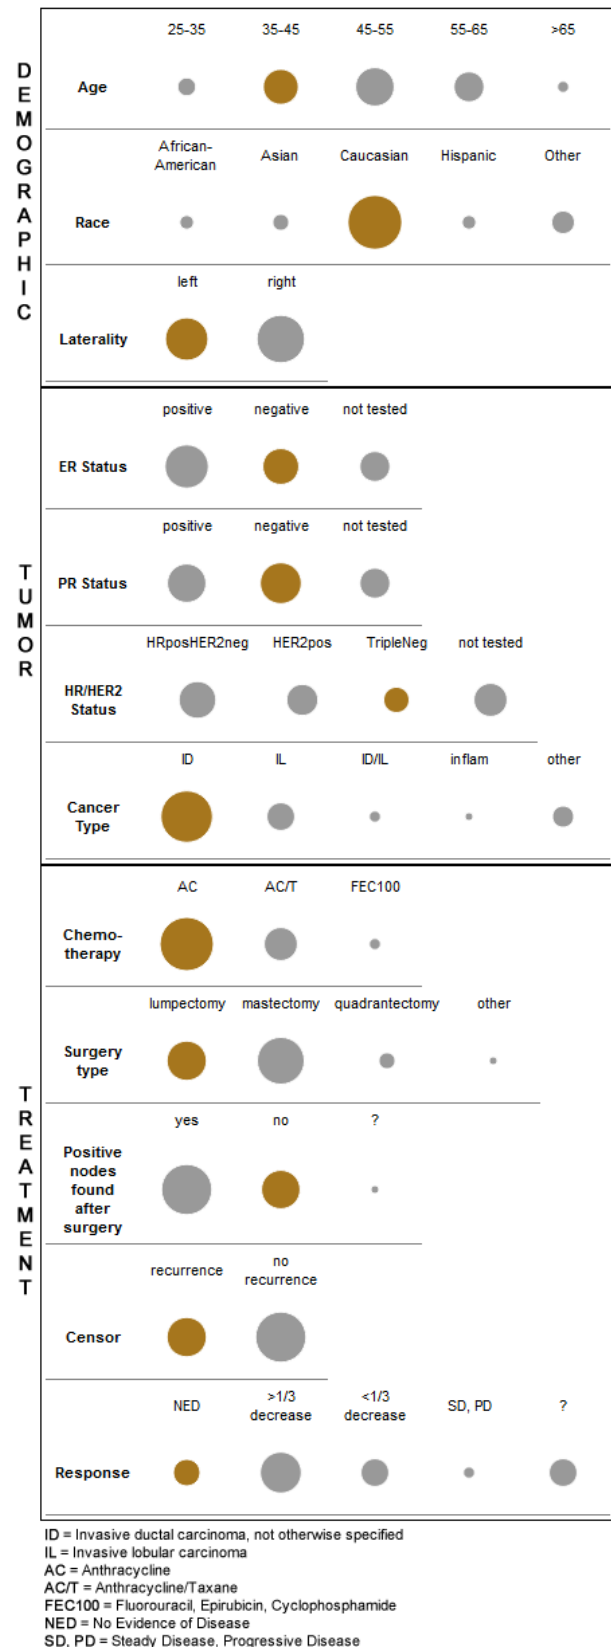 DEMOGRAPHIC
25-35 35-45 45-55 55-65 >65
Age
African-American Asian Caucasian Hispanic Other
Race
left right
Laterality
TUMOR
positive negative not tested
ER Status
positive negative not tested
PR Status
HRposHER2neg HER2pos TripleNeg not tested
HR/HER2
Status
ID IL ID/IL inflam other
Cancer
Type
TREATMENT
AC AC/T FEC100
Chemo-
therapy
lumpectomy mastectomy quadrantectomy other
Surgery
type
yes no ?
Positive
nodes
found
after
surgery
recurrence no recurrence
Censor
NED >1/3 decrease <1/3 decrease SD, PD ?
Response
ID = Invasive ductal carcinoma, not otherwise specified
IL = Invasive lobular carcinoma
AC = Anthracycline
AC/T = Anthracycline/Taxane
FEC100 = Fluorouracil, Epirubicin, Cyclophosphamide
NED = No Evidence of Disease
SD, PD = Steady Disease, Progressive Disease